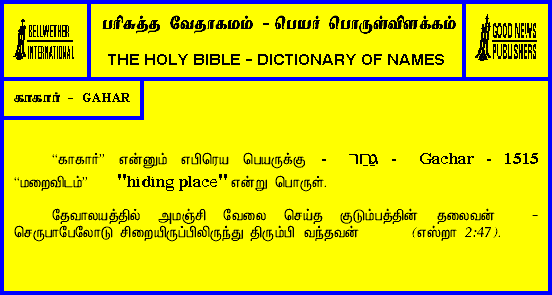 BELLWETHER
INTERNATIONAL
பரிசுத்த வேதாகமம் - பெயர் பொருள்விளக்கம்
THE HOLY BIBLE - DICTIONARY OF NAMES
GOOD NEWS
PUBLISHERS
காகார் - GAHAR
“காகார்” என்னும் எபிரெய பெயருக்கு - גַּחַר - Gachar - 1515
“மறைவிடம்” "hiding place" என்று பொருள்.
தேவாலயத்தில் அமஞ்சி வேலை செய்த குடும்பத்தின் தலைவன் -
செருபாபேலோடு சிறையிருப்பிலிருந்து திரும்பி வந்தவன் (எஸ்றா 2:47).